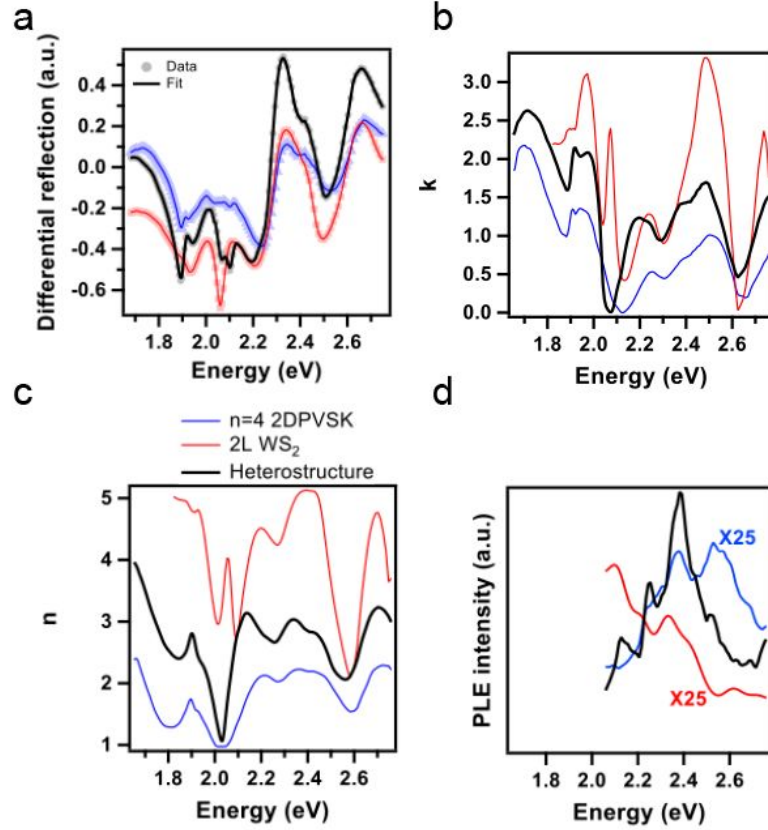 a
Differential reflection (a.u.)
0.4
0.2
0.0
-0.2
-0.4
-0.6
Data
Fit
1.8 2.0 2.2 2.4 2.6
Energy (eV)
b
k
3.0
2.5
2.0
1.5
1.0
0.5
0.0
1.8 2.0 2.2 2.4 2.6
Energy (eV)
c
n=4 2DPVSK
2L WS₂
Heterostructure
n
5
4
3
2
1
1.8 2.0 2.2 2.4 2.6
Energy (eV)
d
PLE intensity (a.u.)
X25
X25
1.8 2.0 2.2 2.4 2.6
Energy (eV)